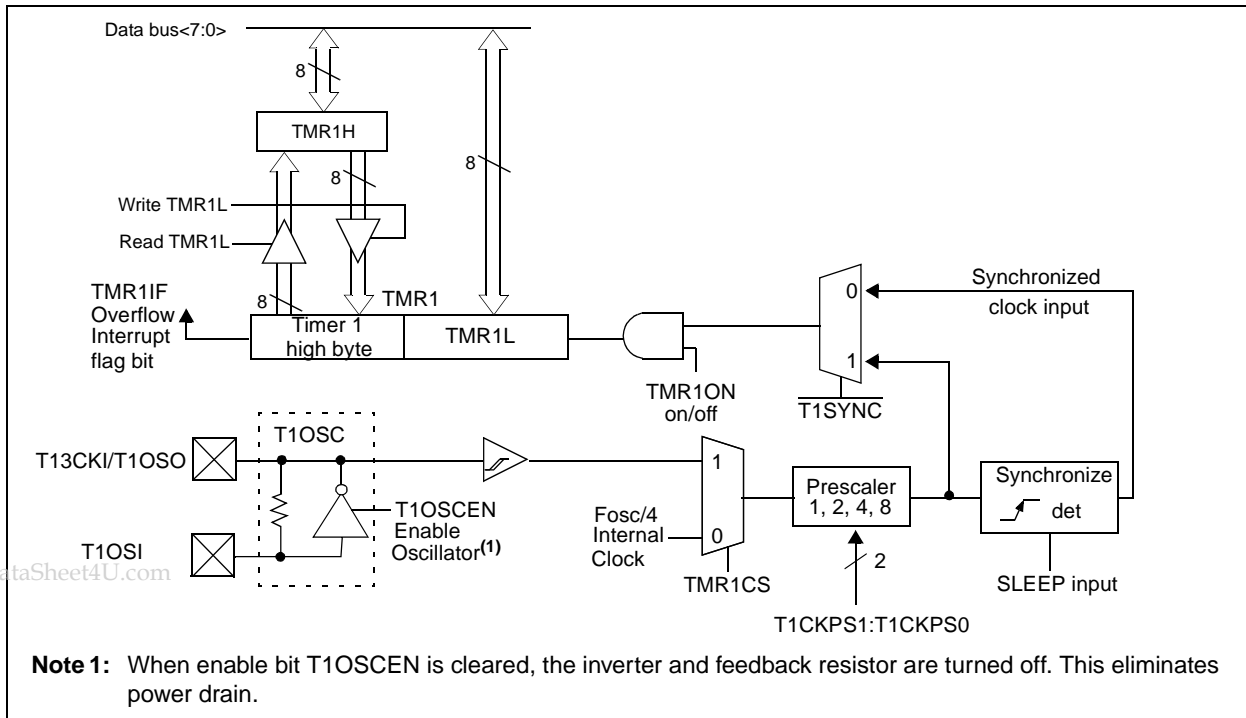 Data bus<7:0>
8
TMR1H
8
8
Write TMR1L
Read TMR1L
8
TMR1
TMR1IF
Overflow
Interrupt
flag bit
Timer 1
high byte
TMR1L
TMR1ON
on/off
0
1
T1SYNC
Synchronized
clock input
T1OSC
T13CKI/T1OSO
T1OSI
T1OSCEN
Enable
Oscillator(1)
Fosc/4
Internal
Clock
1
0
TMR1CS
Prescaler
1, 2, 4, 8
2
T1CKPS1:T1CKPS0
Synchronize
det
SLEEP input
ataSheet4U.com
Note 1: When enable bit T1OSCEN is cleared, the inverter and feedback resistor are turned off. This eliminates
power drain.